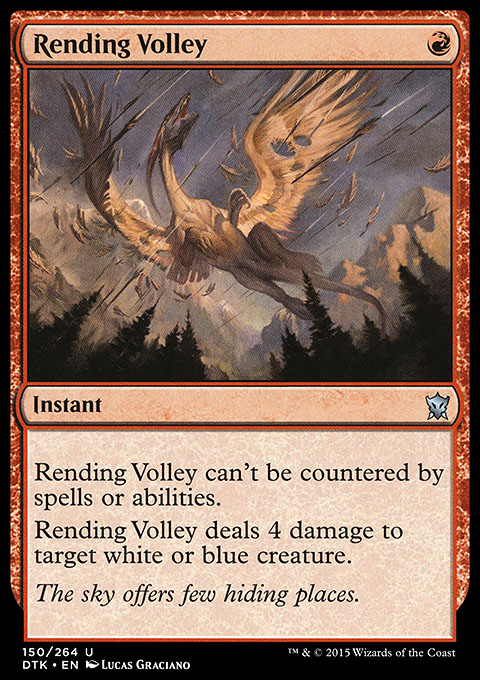 Rending Volley
Instant
Rending Volley can't be countered by
spells or abilities.
Rending Volley deals 4 damage to
target white or blue creature.
The sky offers few hiding places.
150/264 U
DTK • EN Lucas Graciano
™ & © 2015 Wizards of the Coast